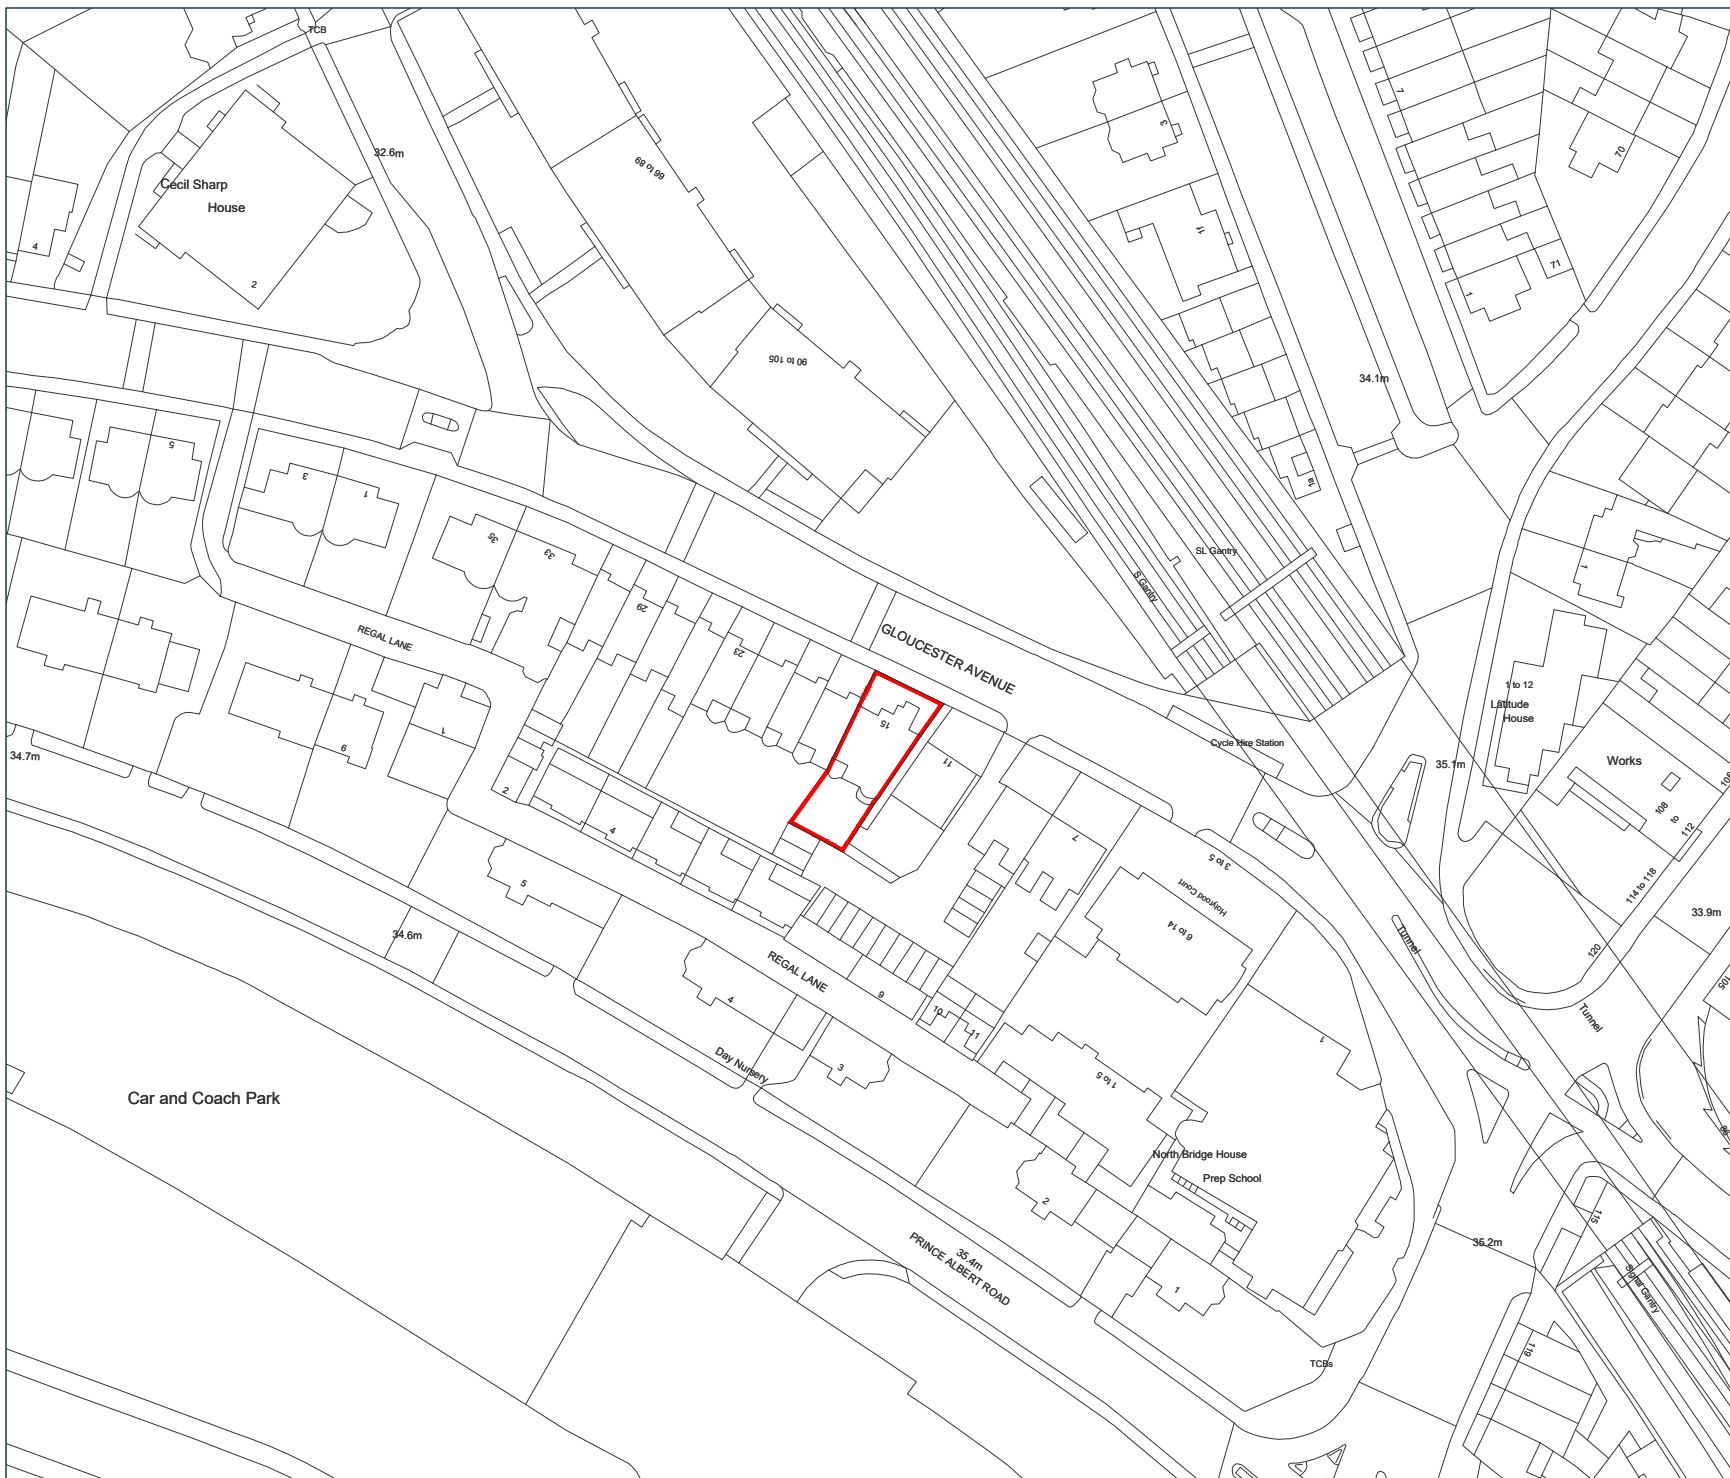 TCB
32.6m
Cecil Sharp
House
2
4
66 to 89
3
7
70
11
71
1
90 to 105
34.1m
1a
5
3
1
35
33
29
23
SL Gantry
S Gantry
1
REGAL LANE
GLOUCESTER AVENUE
15
11
1 to 12
Latitude
House
Cycle Hire Station
35.1m
Works
106
108
to
112
114 to 118
120
33.9m
105
34.7m
9
1
2
4
5
34.6m
7
3 to 5
Holyrood Court
6 to 14
Tunnel
Tunnel
REGAL LANE
9
10
11
4
3
Day Nursery
1
1 to 5
86
Car and Coach Park
North Bridge House
Prep School
2
1
35.4m
PRINCE ALBERT ROAD
35.2m
115
Signal Gantry
119
TCBs